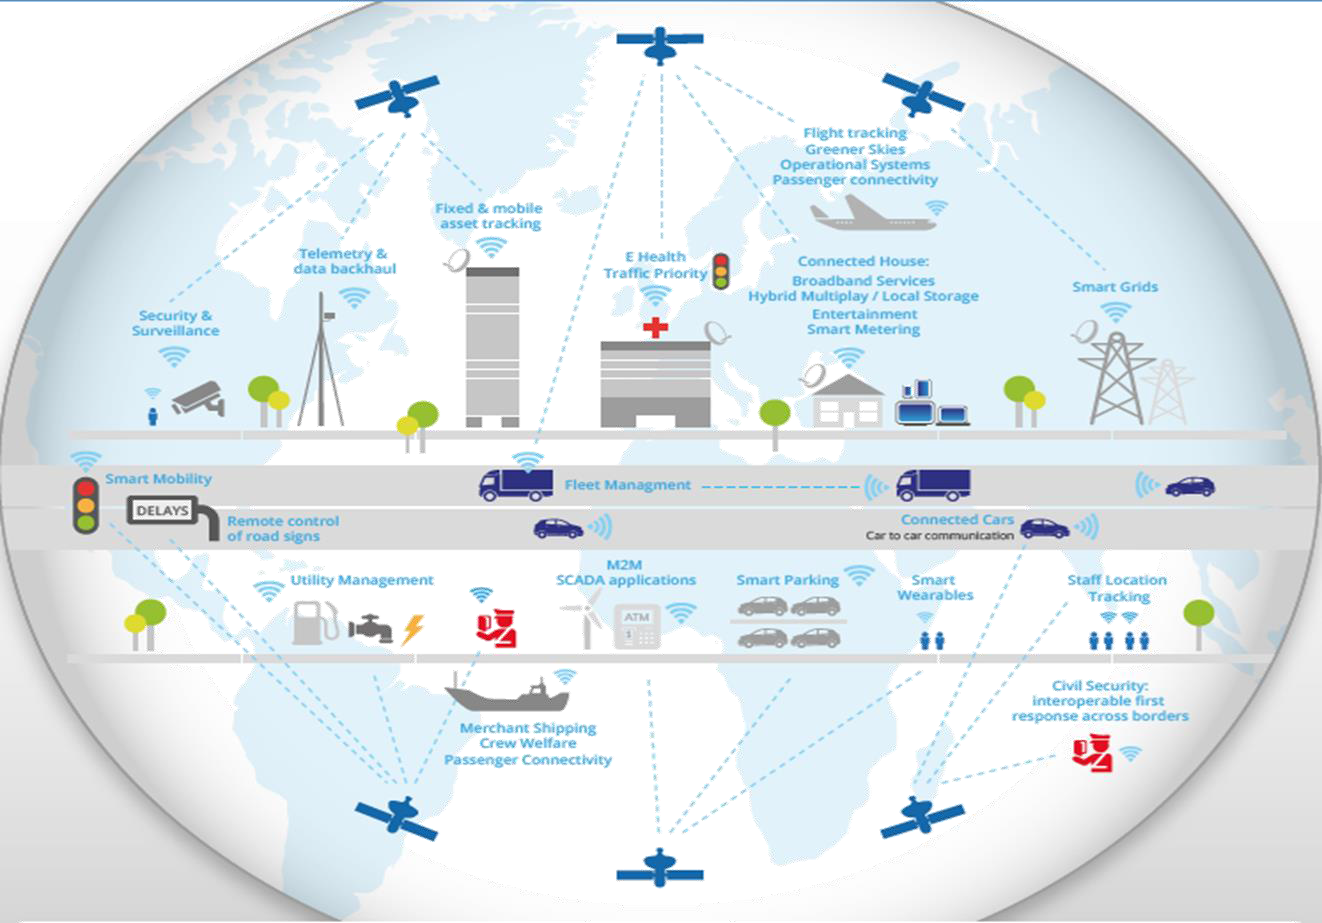 Flight tracking
Greener Skies
Operational Systems
Passenger connectivity
Fixed & mobile
asset tracking
Telemetry &
data backhaul
E Health
Traffic Priority
Connected House:
Broadband Services
Hybrid Multiplay / Local Storage
Entertainment
Smart Metering
Smart Grids
Security &
Surveillance
Smart Mobility
DELAYS
Remote control
of road signs
Fleet Managment
Connected Cars
Car to car communication
Utility Management
M2M
SCADA applications
ATM
1
Smart Parking
Smart
Wearables
Staff Location
Tracking
Merchant Shipping
Crew Welfare
Passenger Connectivity
Civil Security:
interoperable first
response across borders